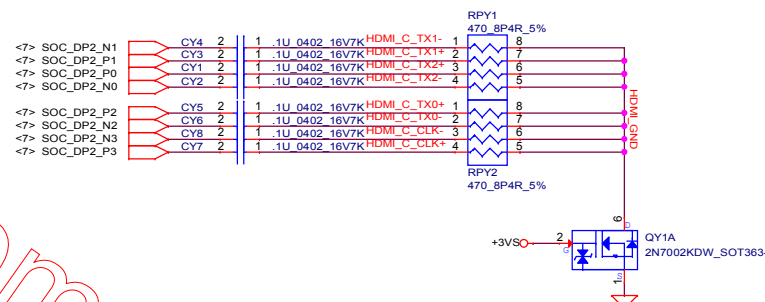 RPY1
470_8P4R_5%
<7> SOC_DP2_N1 CY4 2 1 .1U_0402_16V7K HDMI_C_TX1- 1 8
<7> SOC_DP2_P1 CY3 2 1 .1U_0402_16V7K HDMI_C_TX1+ 2 7
<7> SOC_DP2_P0 CY1 2 1 .1U_0402_16V7K HDMI_C_TX2+ 3 6
<7> SOC_DP2_N0 CY2 2 1 .1U_0402_16V7K HDMI_C_TX2- 4 5
<7> SOC_DP2_P2 CY5 2 1 .1U_0402_16V7K HDMI_C_TX0+ 1 8
<7> SOC_DP2_N2 CY6 2 1 .1U_0402_16V7K HDMI_C_TX0- 2 7
<7> SOC_DP2_N3 CY8 2 1 .1U_0402_16V7K HDMI_C_CLK- 3 6
<7> SOC_DP2_P3 CY7 2 1 .1U_0402_16V7K HDMI_C_CLK+ 4 5
HDMI_GND
RPY2
470_8P4R_5%
6 D
+3VS 2 G
QY1A
2N7002KDW_SOT363-
1 S
om